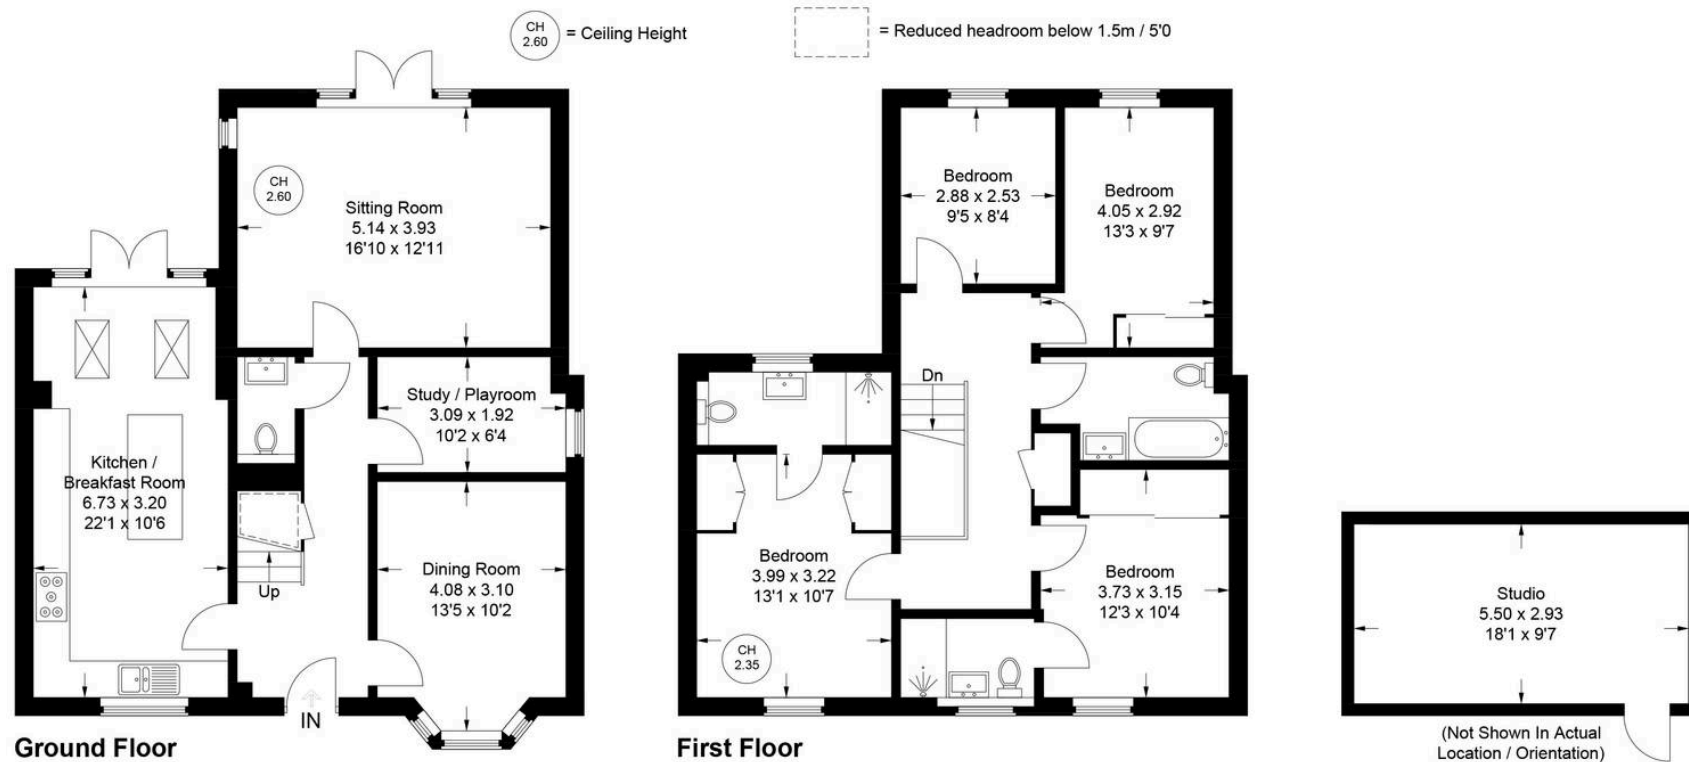 CH
2.60
= Ceiling Height
= Reduced headroom below 1.5m / 5'0
CH
2.60
Sitting Room
5.14 x 3.93
16'10 x 12'11
Study / Playroom
3.09 x 1.92
10'2 x 6'4
Kitchen /
Breakfast Room
6.73 x 3.20
22'1 x 10'6
Up
Dining Room
4.08 x 3.10
13'5 x 10'2
IN
Ground Floor
Bedroom
2.88 x 2.53
9'5 x 8'4
Bedroom
4.05 x 2.92
13'3 x 9'7
Dn
Bedroom
3.99 x 3.22
13'1 x 10'7
CH
2.35
Bedroom
3.73 x 3.15
12'3 x 10'4
First Floor
Studio
5.50 x 2.93
18'1 x 9'7
(Not Shown In Actual
Location / Orientation)